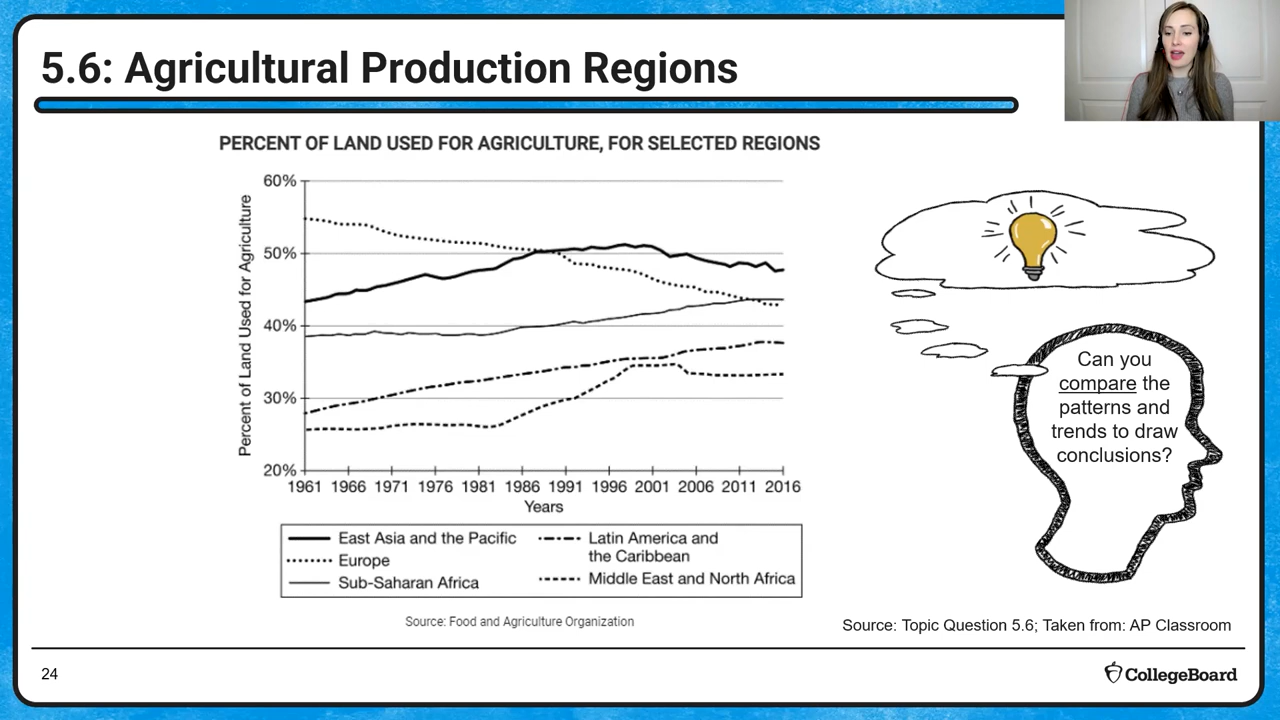 5.6: Agricultural Production Regions
PERCENT OF LAND USED FOR AGRICULTURE, FOR SELECTED REGIONS
Percent of Land Used for Agriculture
60%
50%
40%
30%
20%
1961 1966 1971 1976 1981 1986 1991 1996 2001 2006 2011 2016
Years
East Asia and the Pacific
Europe
Sub-Saharan Africa
Latin America and
the Caribbean
Middle East and North Africa
Source: Food and Agriculture Organization
Can you
compare the
patterns and
trends to draw
conclusions?
Source: Topic Question 5.6; Taken from: AP Classroom
24
CollegeBoard